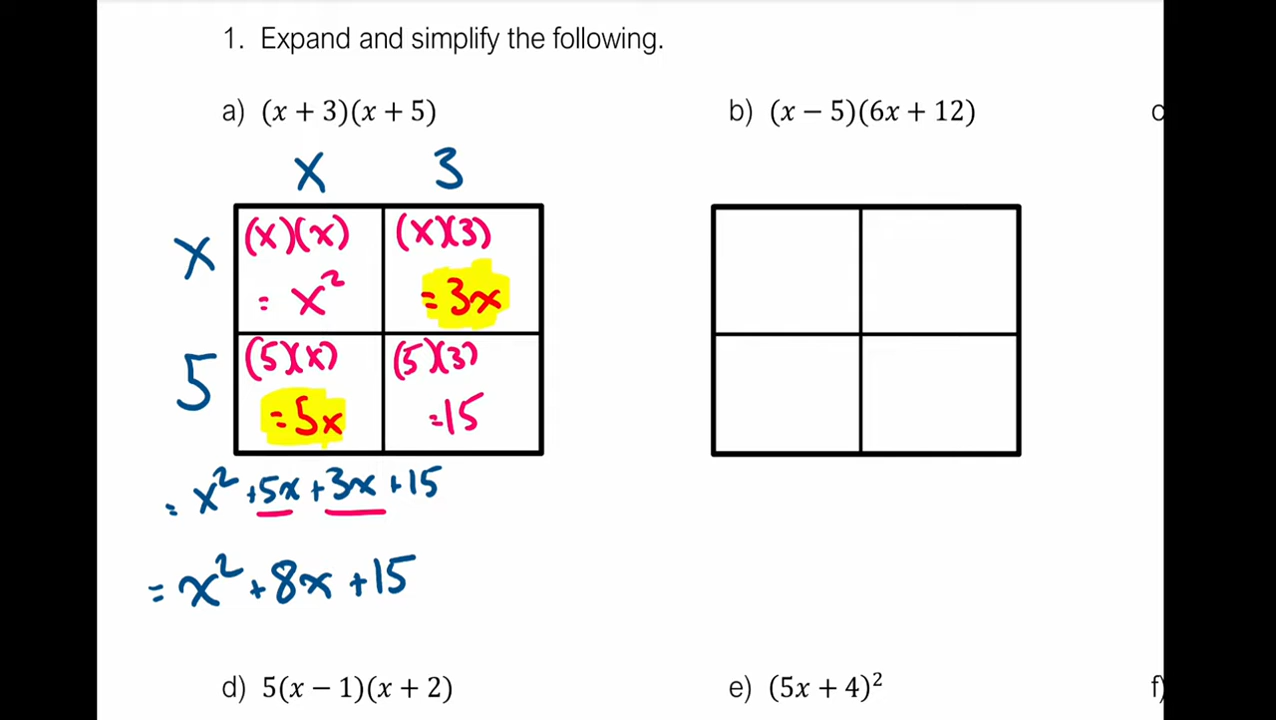 1. Expand and simplify the following.
a) (x + 3)(x + 5)
b) (x − 5)(6x + 12)
c
x 3
x (x)(x) (x)(3)
= x² = 3x
5 (5)(x) (5)(3)
= 5x = 15
= x² + 5x + 3x + 15
= x² + 8x + 15
d) 5(x − 1)(x + 2)
e) (5x + 4)²
f)